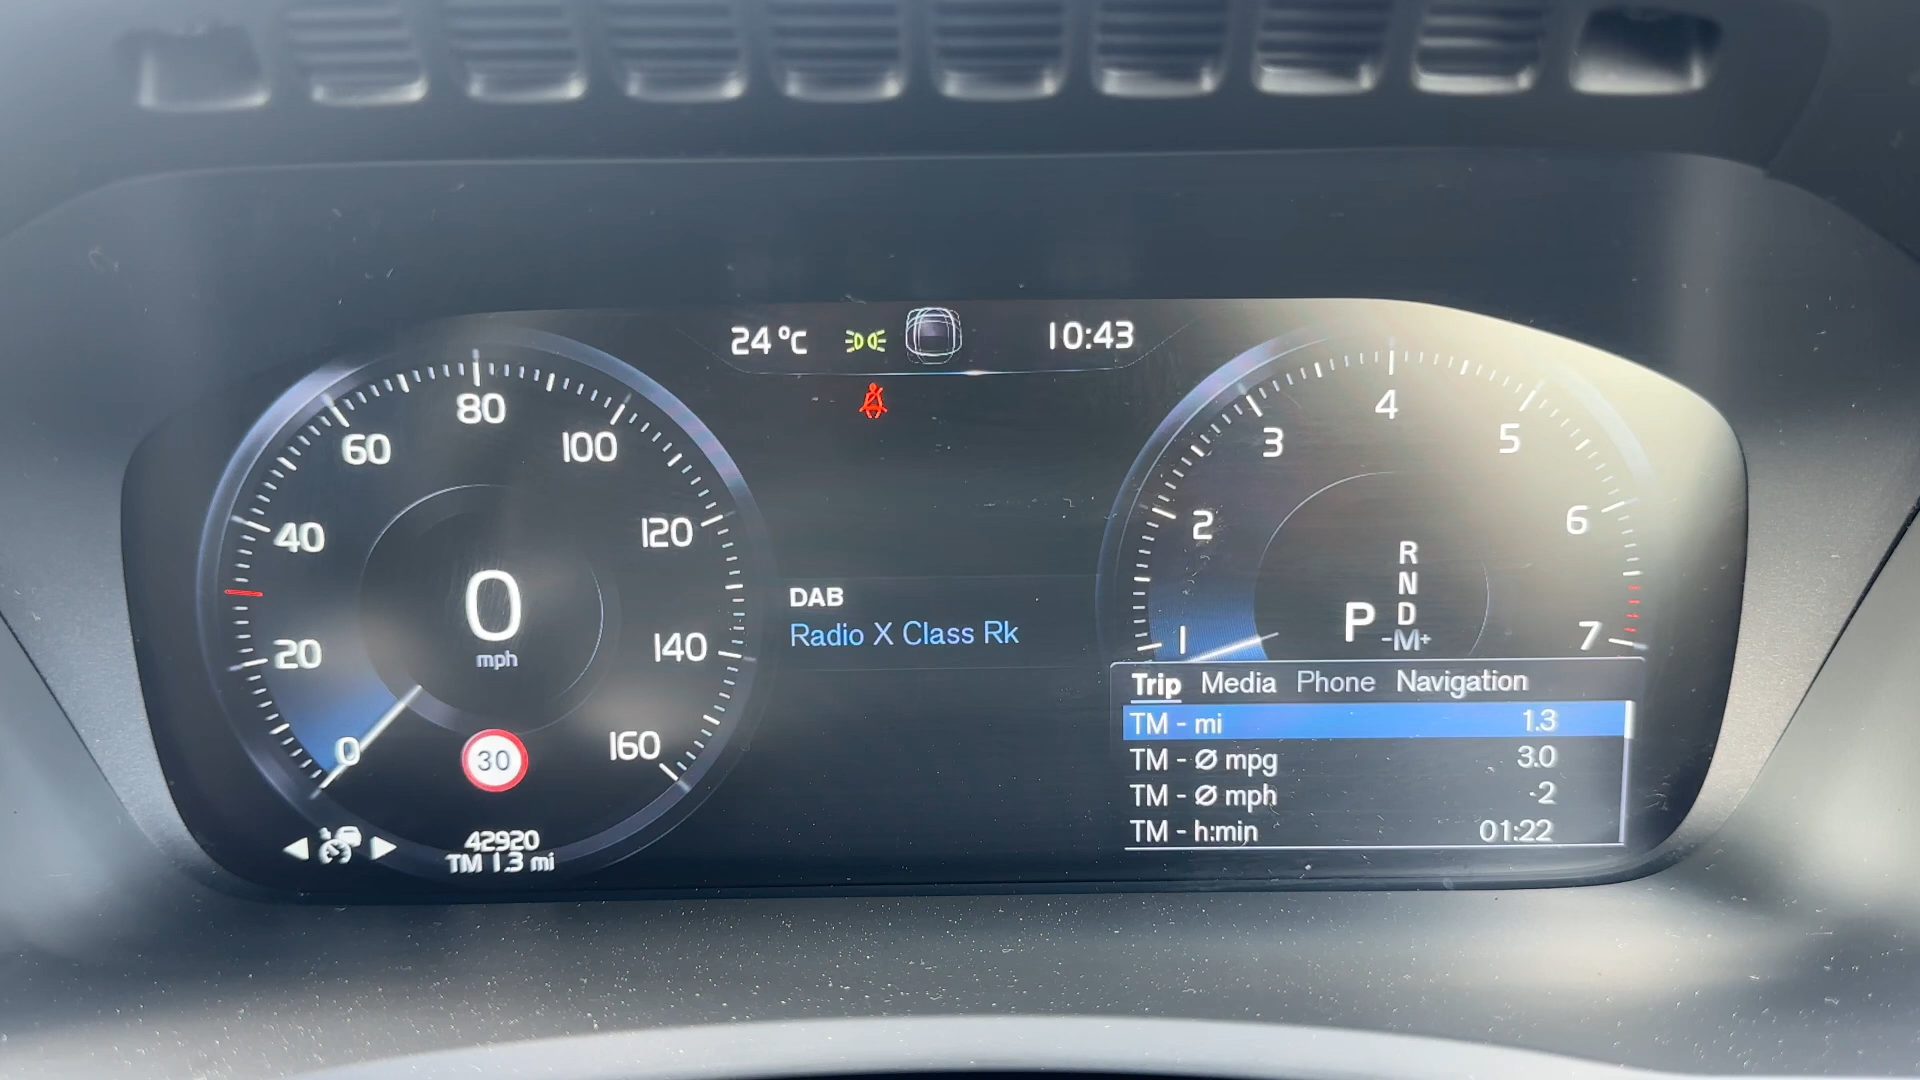 24°C
10:43
0
20
40
60
80
100
120
140
160
0
mph
30
42920
TM 1.3 mi
DAB
Radio X Class Rk
1
2
3
4
5
6
7
R
N
D
P -M+
Trip Media Phone Navigation
TM - mi 1.3
TM - Ø mpg 3.0
TM - Ø mph 2
TM - h:min 01:22